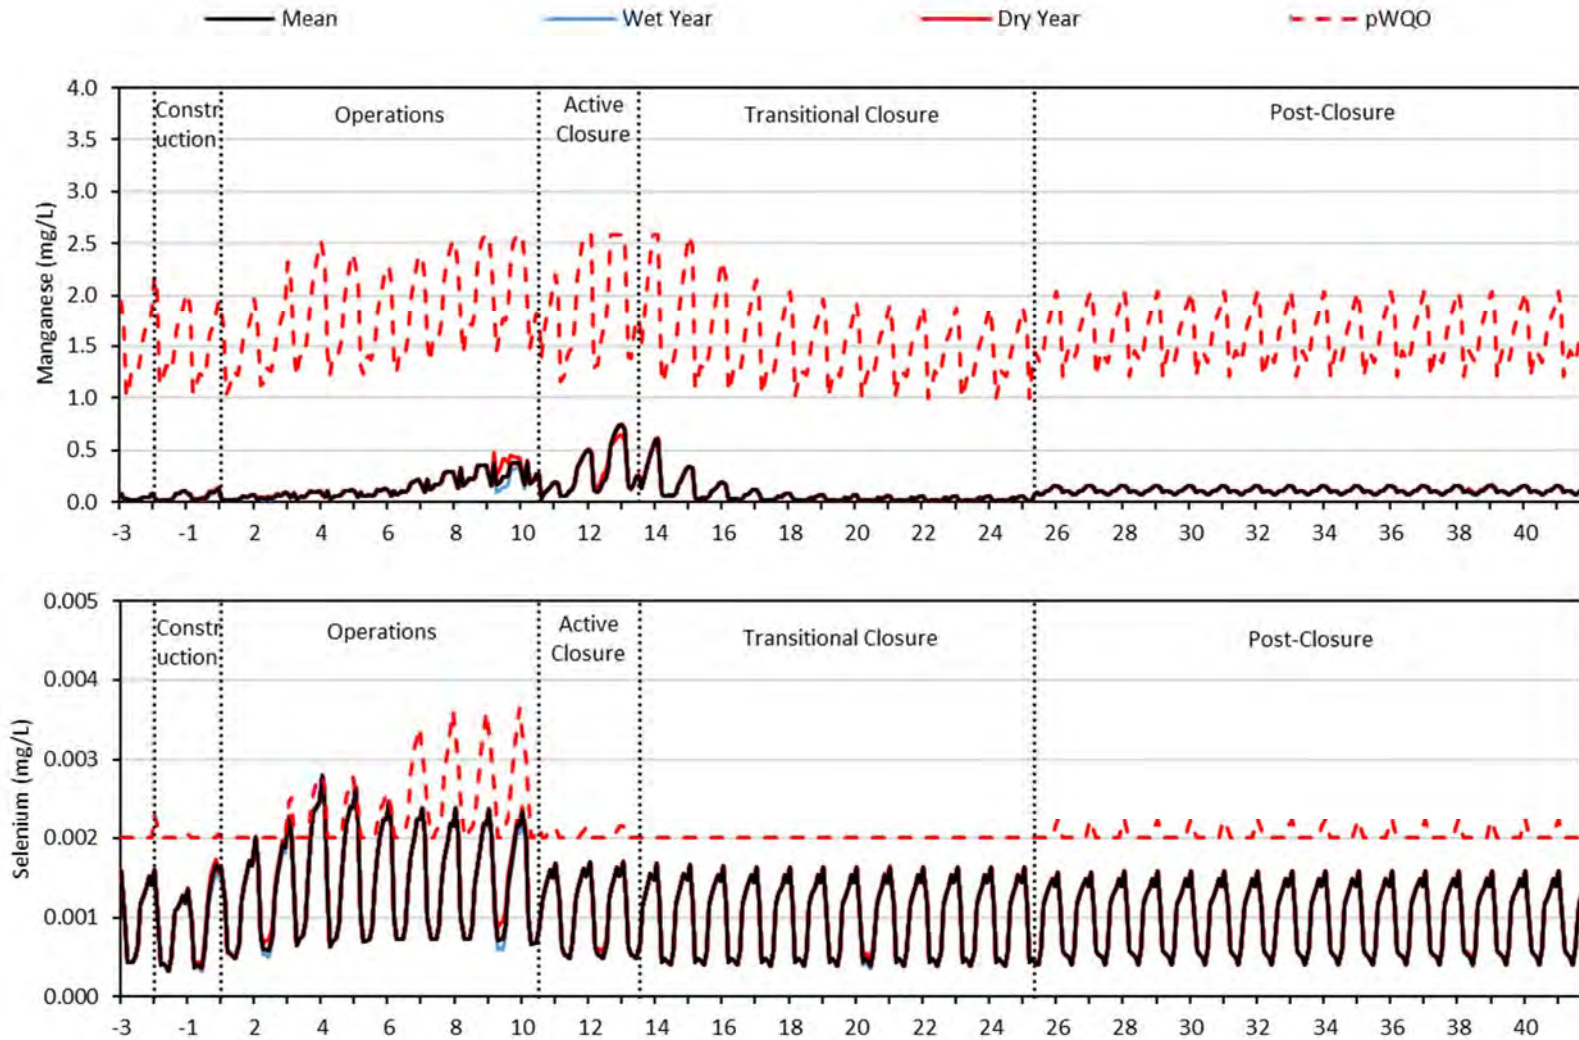 Mean Wet Year Dry Year pWQO
Manganese (mg/L)
4.0
3.5
3.0
2.5
2.0
1.5
1.0
0.5
0.0
Constr
uction
Operations
Active
Closure
Transitional Closure
Post-Closure
-3 -1 2 4 6 8 10 12 14 16 18 20 22 24 26 28 30 32 34 36 38 40
Selenium (mg/L)
0.005
0.004
0.003
0.002
0.001
0.000
Constr
uction
Operations
Active
Closure
Transitional Closure
Post-Closure
-3 -1 2 4 6 8 10 12 14 16 18 20 22 24 26 28 30 32 34 36 38 40